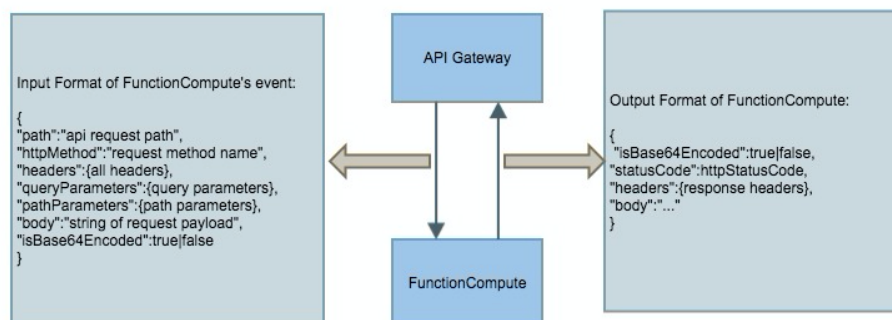 Input Format of FunctionCompute's event:
{
"path":"api request path",
"httpMethod":"request method name",
"headers":{all headers},
"queryParameters":{query parameters},
"pathParameters":{path parameters},
"body":"string of request payload",
"isBase64Encoded":true|false
}
API Gateway
FunctionCompute
Output Format of FunctionCompute:
{
"isBase64Encoded":true|false,
"statusCode":httpStatusCode,
"headers":{response headers},
"body":"..."
}